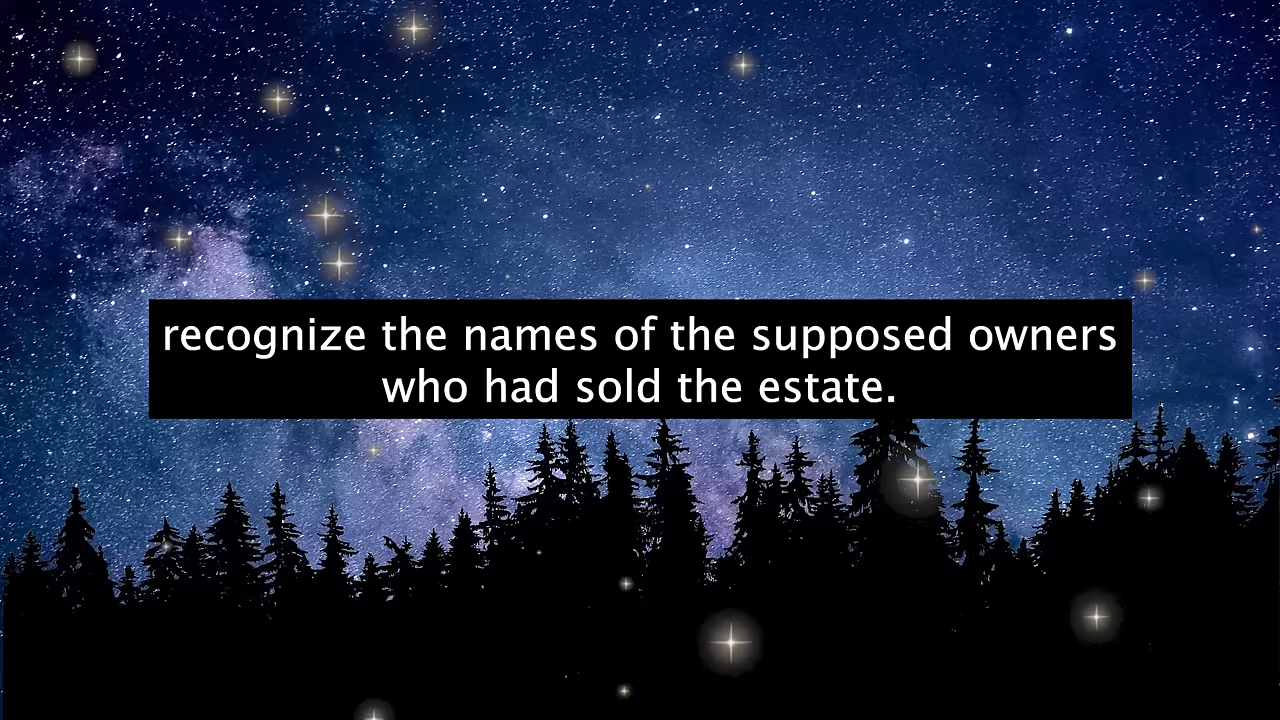 recognize the names of the supposed owners
who had sold the estate.